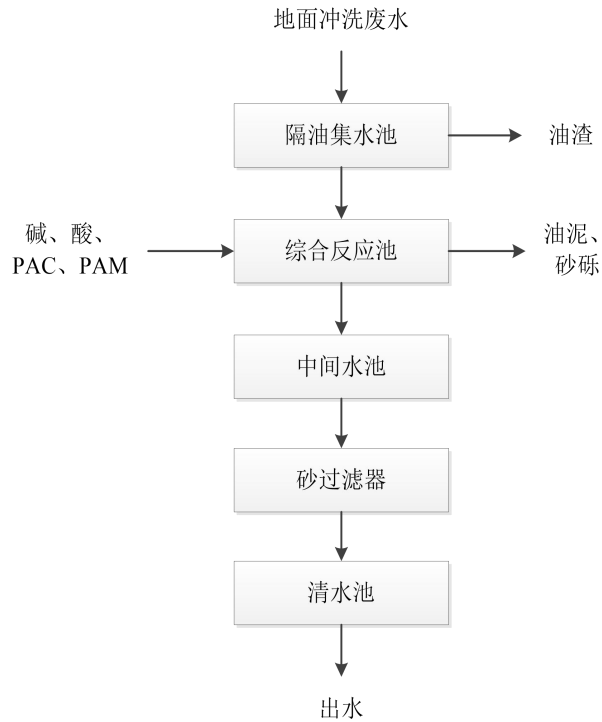 地面冲洗废水
隔油集水池
油渣
碱、酸、
PAC、PAM
综合反应池
油泥、
砂砾
中间水池
砂过滤器
清水池
出水